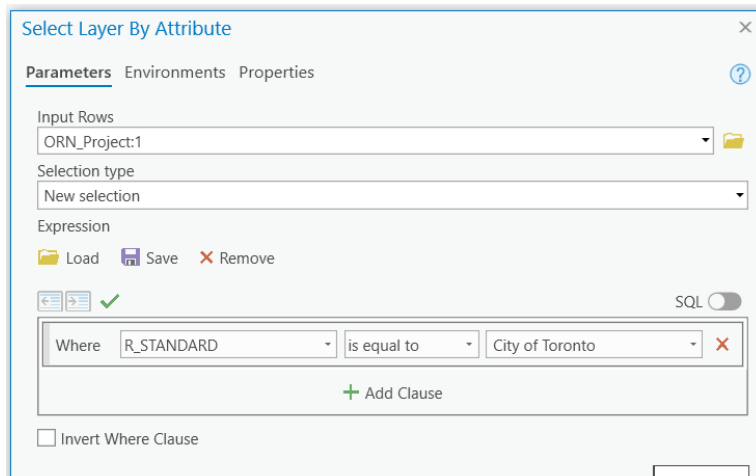 Select Layer By Attribute
Parameters Environments Properties
Input Rows
ORN_Project:1
Selection type
New selection
Expression
Load Save Remove
SQL
Where R_STANDARD is equal to City of Toronto
Add Clause
Invert Where Clause